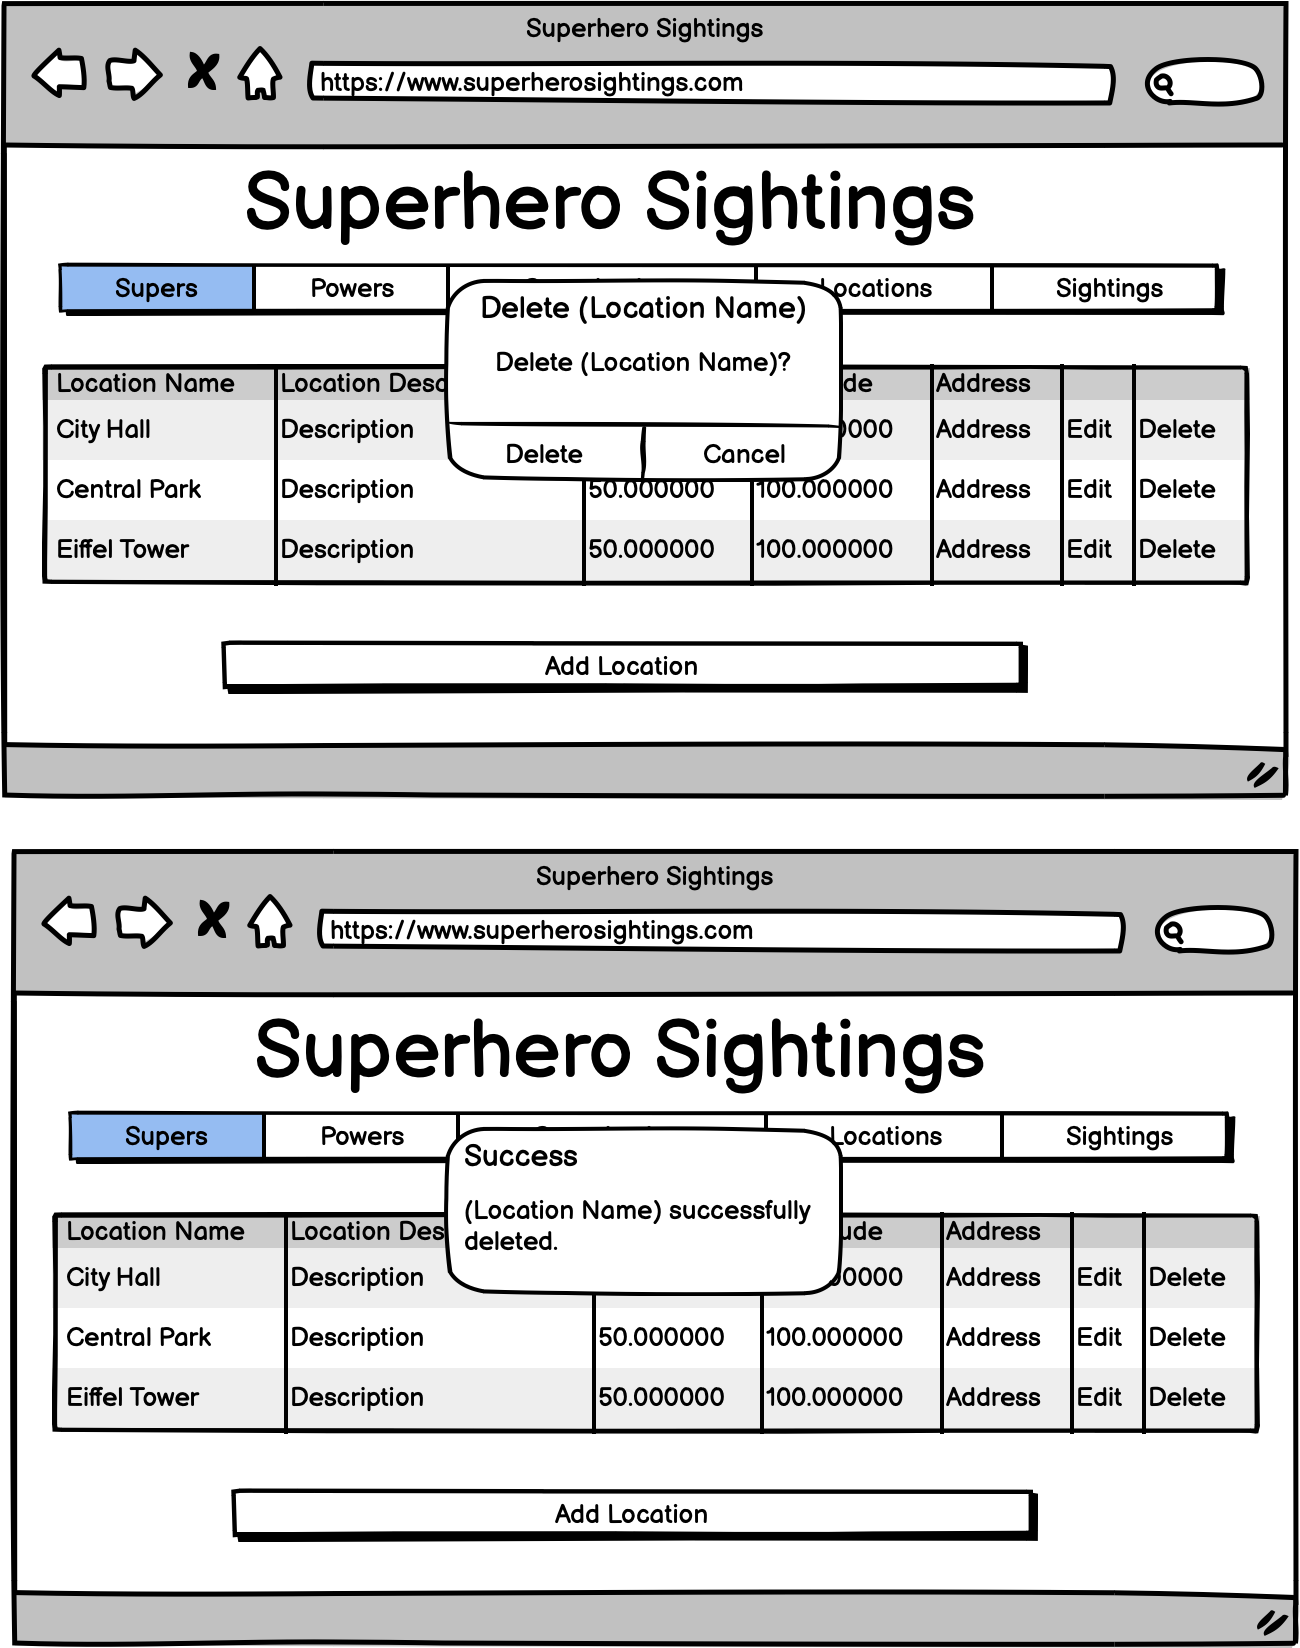 Superhero Sightings
https://www.superherosightings.com
Superhero Sightings
Supers Powers Locations Sightings
Delete (Location Name)
Delete (Location Name)?
Delete Cancel
Location Name Location Desc de Address
City Hall Description 000 Address Edit Delete
Central Park Description 50.000000 100.000000 Address Edit Delete
Eiffel Tower Description 50.000000 100.000000 Address Edit Delete
Add Location
Superhero Sightings
https://www.superherosightings.com
Superhero Sightings
Supers Powers Locations Sightings
Success
(Location Name) successfully
deleted.
Location Name Location Des ude Address
City Hall Description 0000 Address Edit Delete
Central Park Description 50.000000 100.000000 Address Edit Delete
Eiffel Tower Description 50.000000 100.000000 Address Edit Delete
Add Location